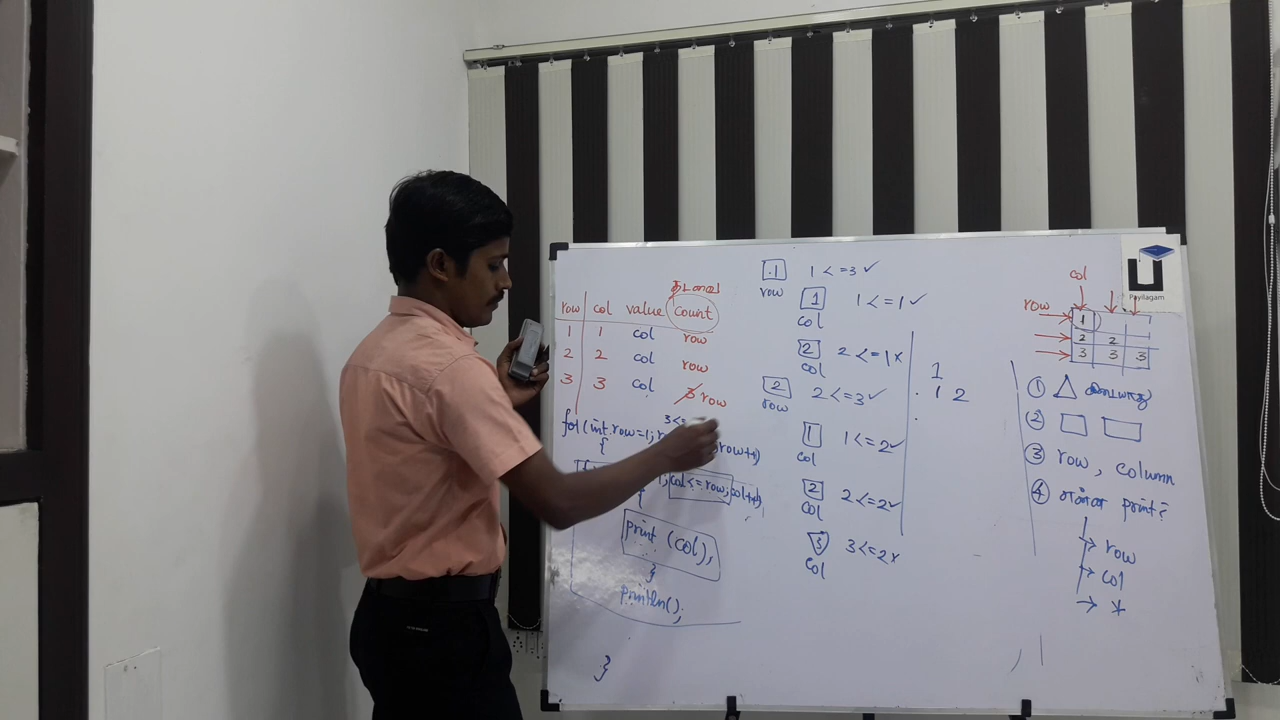 row col value count
1 1 col row
2 2 col row
3 3 col 3 row
3<=
for(int row=1; row++)
{
1; col<=row; col++)
{
print (col);
}
println();
}
.1 1<=3 ✓
row
1 1<=1 ✓
col
2 2<=1 x
col
2 2<=3 ✓
row
1 1<=2 ✓
col
2 2<=2 ✓
col
3 3<=2 x
col
1
1 2
Payilagam
col
row
1
2 2
3 3 3
1
2
3 row, column
4 என்ன print?
→ row
→ col
→ *